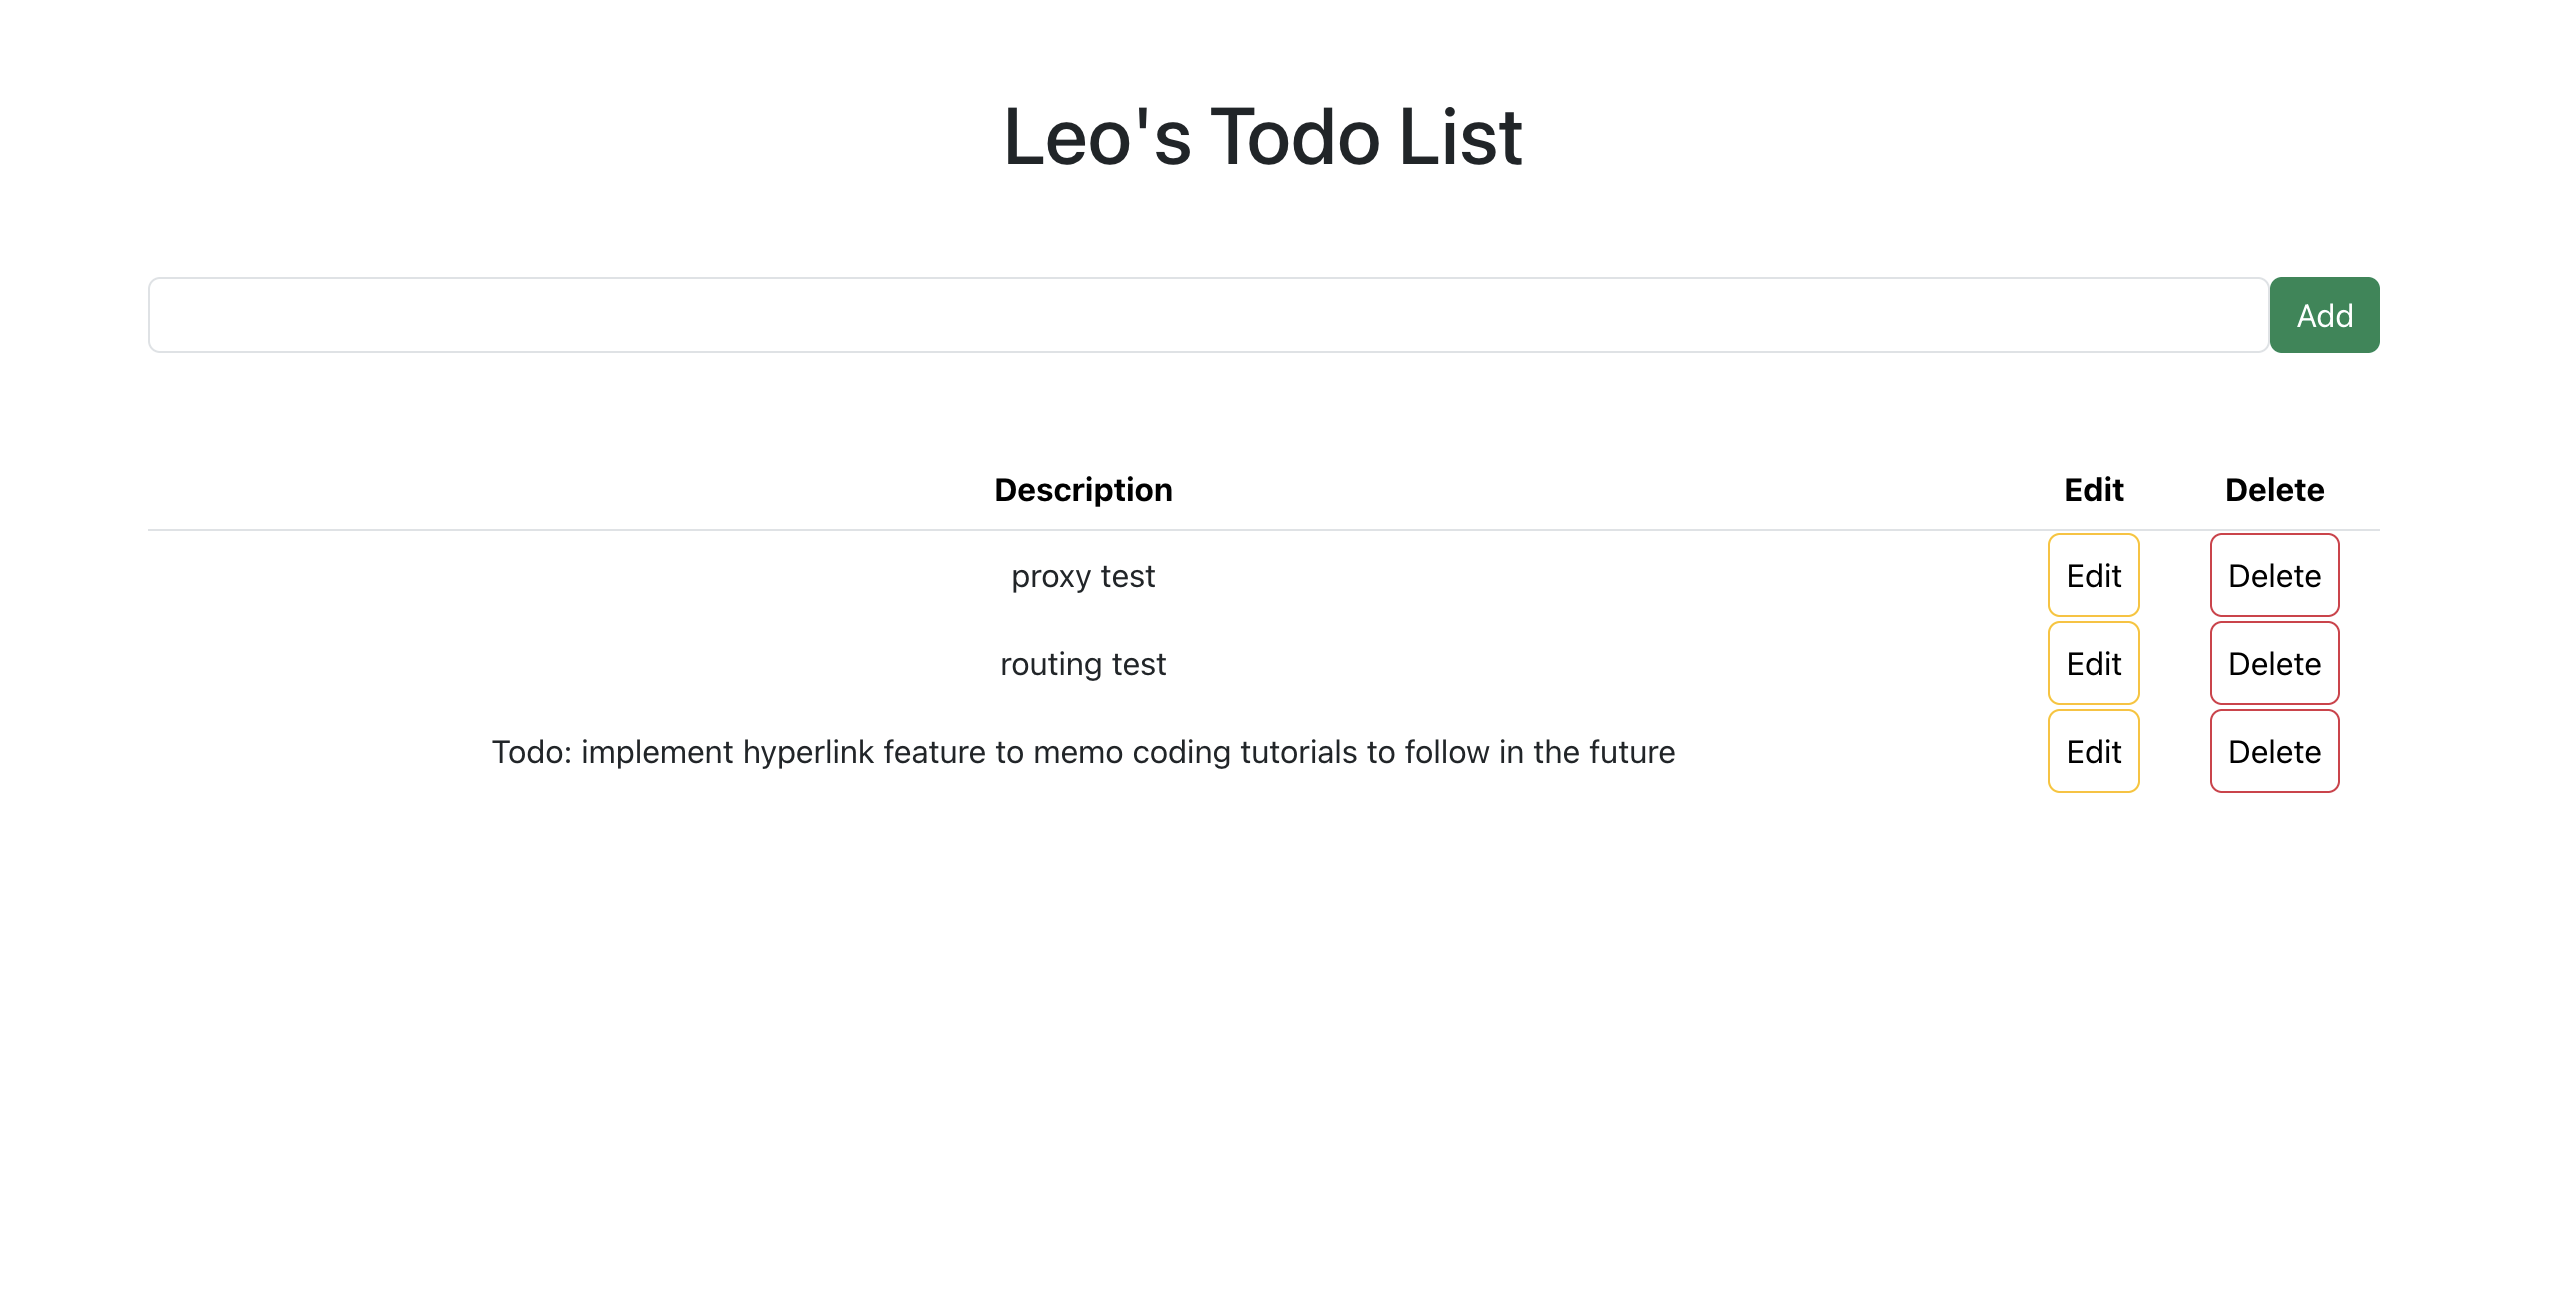 Leo's Todo List
Add
Description Edit Delete
proxy test Edit Delete
routing test Edit Delete
Todo: implement hyperlink feature to memo coding tutorials to follow in the future Edit Delete